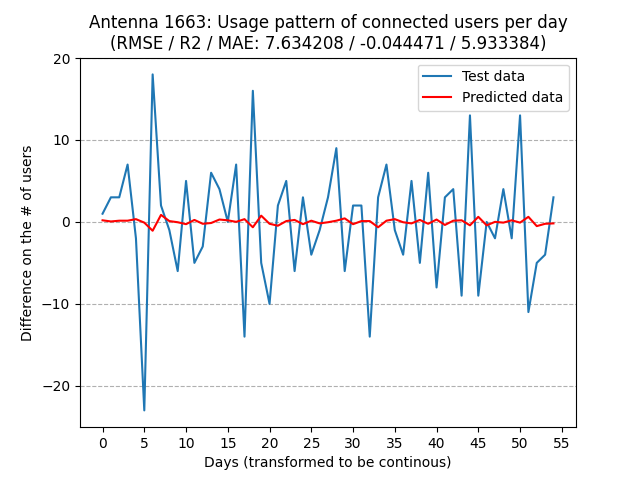 Antenna 1663: Usage pattern of connected users per day
(RMSE / R2 / MAE: 7.634208 / -0.044471 / 5.933384)
Test data
Predicted data
Difference on the # of users
20
10
0
−10
−20
0 5 10 15 20 25 30 35 40 45 50 55
Days (transformed to be continous)